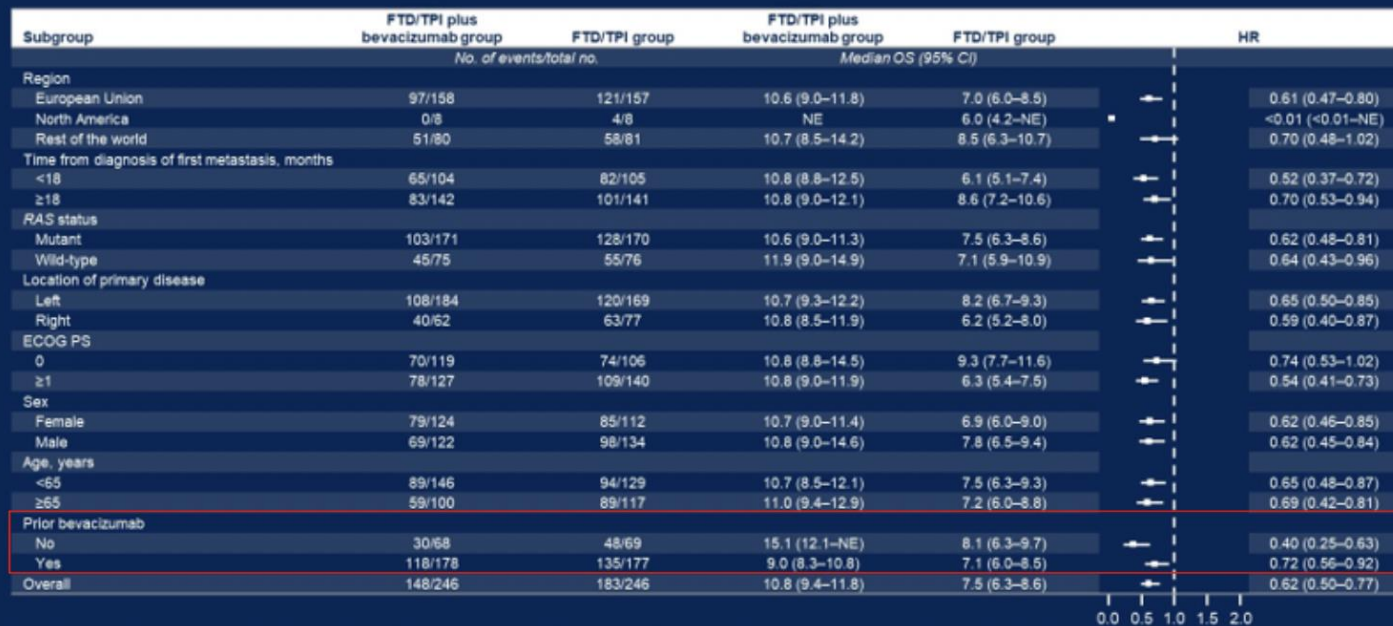 FTD/TPI plus bevacizumab group FTD/TPI group FTD/TPI plus bevacizumab group FTD/TPI group
Subgroup HR
No. of events/total no. Median OS (95% CI)
Region
European Union 97/158 121/157 10.6 (9.0–11.8) 7.0 (6.0–8.5) 0.61 (0.47–0.80)
North America 0/8 4/8 NE 6.0 (4.2–NE) <0.01 (<0.01–NE)
Rest of the world 51/80 58/81 10.7 (8.5–14.2) 8.5 (6.3–10.7) 0.70 (0.48–1.02)
Time from diagnosis of first metastasis, months
<18 65/104 82/105 10.8 (8.8–12.5) 6.1 (5.1–7.4) 0.52 (0.37–0.72)
≥18 83/142 101/141 10.8 (9.0–12.1) 8.6 (7.2–10.6) 0.70 (0.53–0.94)
RAS status
Mutant 103/171 128/170 10.6 (9.0–11.3) 7.5 (6.3–8.6) 0.62 (0.48–0.81)
Wild-type 45/75 55/76 11.9 (9.0–14.9) 7.1 (5.9–10.9) 0.64 (0.43–0.96)
Location of primary disease
Left 108/184 120/169 10.7 (9.3–12.2) 8.2 (6.7–9.3) 0.65 (0.50–0.85)
Right 40/62 63/77 10.8 (8.5–11.9) 6.2 (5.2–8.0) 0.59 (0.40–0.87)
ECOG PS
0 70/119 74/106 10.8 (8.8–14.5) 9.3 (7.7–11.6) 0.74 (0.53–1.02)
≥1 78/127 109/140 10.8 (9.0–11.9) 6.3 (5.4–7.5) 0.54 (0.41–0.73)
Sex
Female 79/124 85/112 10.7 (9.0–11.4) 6.9 (6.0–9.0) 0.62 (0.46–0.85)
Male 69/122 98/134 10.8 (9.0–14.6) 7.8 (6.5–9.4) 0.62 (0.45–0.84)
Age, years
<65 89/146 94/129 10.7 (8.5–12.1) 7.5 (6.3–9.3) 0.65 (0.48–0.87)
≥65 59/100 89/117 11.0 (9.4–12.9) 7.2 (6.0–8.8) 0.69 (0.42–0.81)
Prior bevacizumab
No 30/68 48/69 15.1 (12.1–NE) 8.1 (6.3–9.7) 0.40 (0.25–0.63)
Yes 118/178 135/177 9.0 (8.3–10.8) 7.1 (6.0–8.5) 0.72 (0.56–0.92)
Overall 148/246 183/246 10.8 (9.4–11.8) 7.5 (6.3–8.6) 0.62 (0.50–0.77)
0.0 0.5 1.0 1.5 2.0